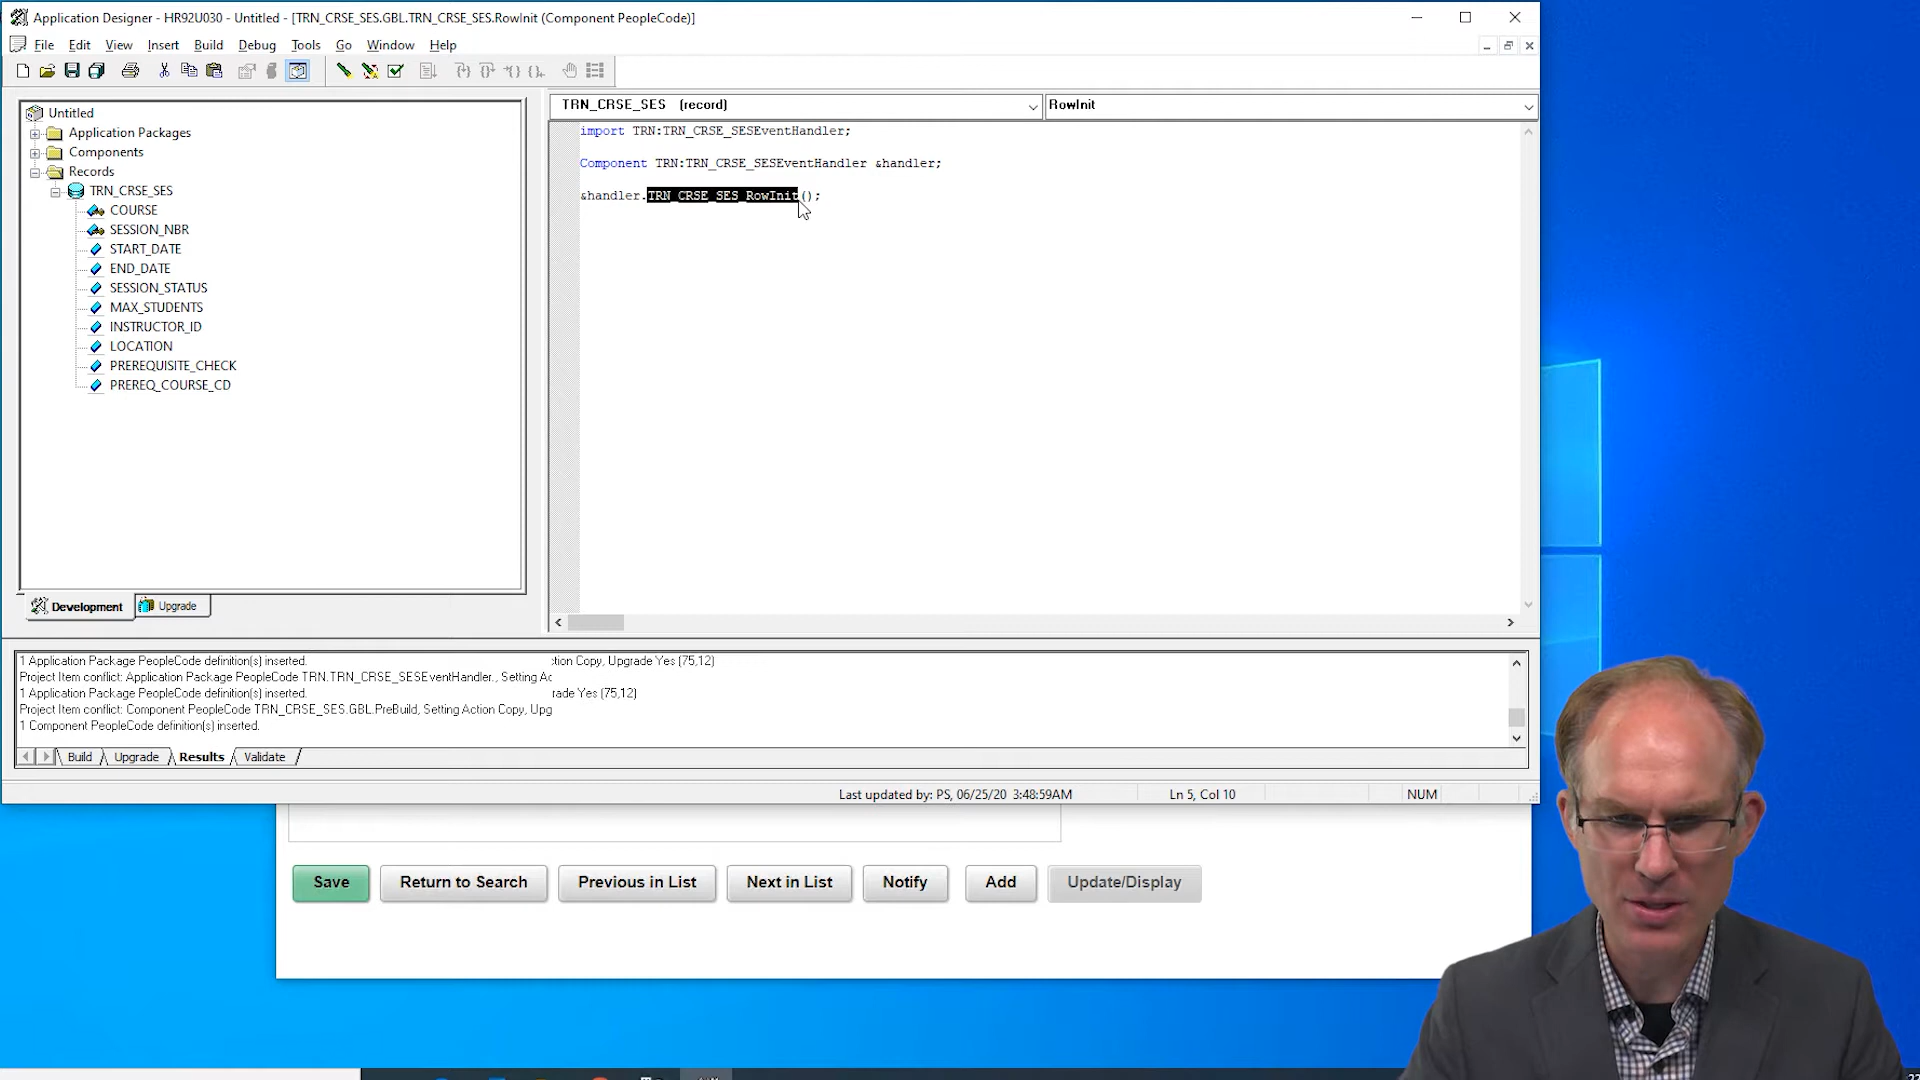 Application Designer - HR92U030 - Untitled - [TRN_CRSE_SES.GBL.TRN_CRSE_SES.RowInit (Component PeopleCode)]
File Edit View Insert Build Debug Tools Go Window Help
TRN_CRSE_SES (record)
RowInit
Untitled
Application Packages
Components
Records
TRN_CRSE_SES
COURSE
SESSION_NBR
START_DATE
END_DATE
SESSION_STATUS
MAX_STUDENTS
INSTRUCTOR_ID
LOCATION
PREREQUISITE_CHECK
PREREQ_COURSE_CD
import TRN:TRN_CRSE_SESEventHandler;
Component TRN:TRN_CRSE_SESEventHandler &handler;
&handler.TRN_CRSE_SES_RowInit();
Development
Upgrade
1 Application Package PeopleCode definition(s) inserted. tion Copy, Upgrade Yes (75,12)
Project Item conflict: Application Package PeopleCode TRN.TRN_CRSE_SESEventHandler., Setting Ac
1 Application Package PeopleCode definition(s) inserted. rade Yes (75,12)
Project Item conflict: Component PeopleCode TRN_CRSE_SES.GBL.PreBuild, Setting Action Copy, Upg
1 Component PeopleCode definition(s) inserted.
Build Upgrade Results Validate
Last updated by: PS, 06/25/20 3:48:59AM
Ln 5, Col 10
NUM
Save
Return to Search
Previous in List
Next in List
Notify
Add
Update/Display